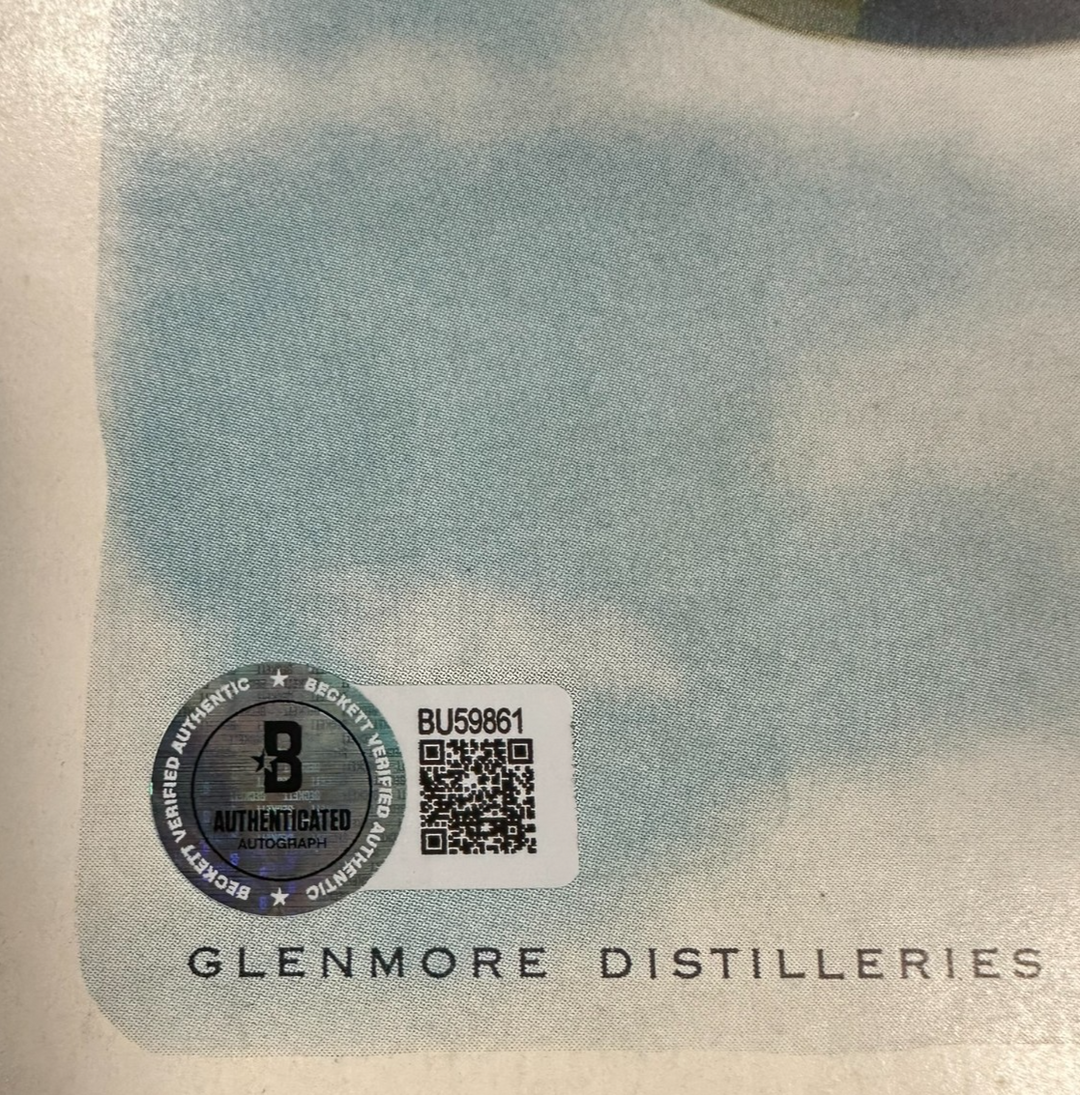 BECKETT VERIFIED AUTHENTIC ★ BECKETT VERIFIED AUTHENTIC ★
B
AUTHENTICATED
AUTOGRAPH
BU59861
GLENMORE DISTILLERIES